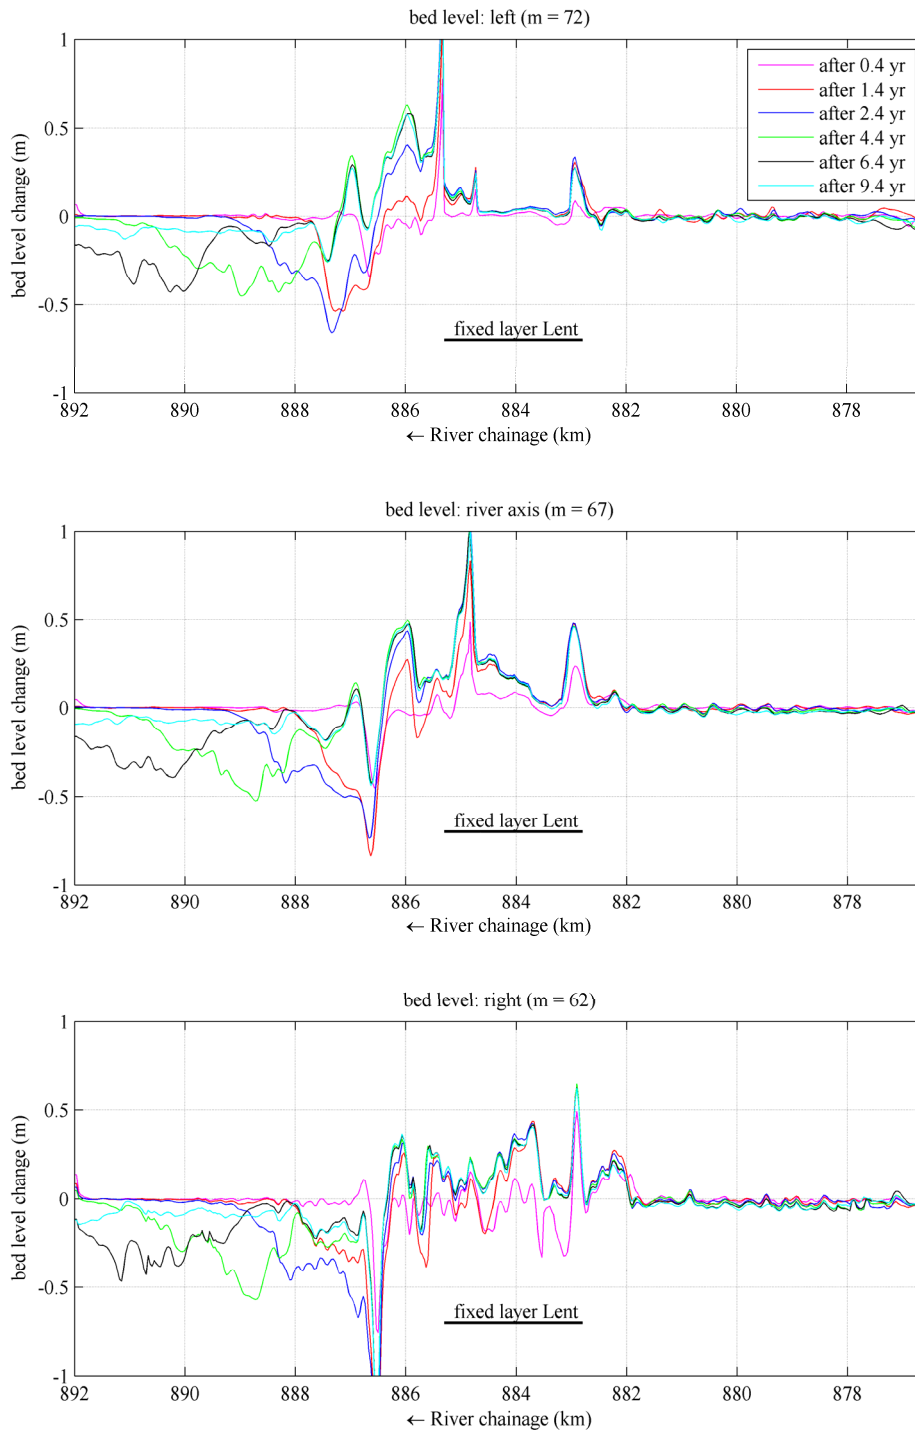 bed level: left (m = 72)
1
0.5
0
-0.5
-1
bed level change (m)
after 0.4 yr
after 1.4 yr
after 2.4 yr
after 4.4 yr
after 6.4 yr
after 9.4 yr
fixed layer Lent
892 890 888 886 884 882 880 878
← River chainage (km)
bed level: river axis (m = 67)
1
0.5
0
-0.5
-1
bed level change (m)
fixed layer Lent
892 890 888 886 884 882 880 878
← River chainage (km)
bed level: right (m = 62)
1
0.5
0
-0.5
-1
bed level change (m)
fixed layer Lent
892 890 888 886 884 882 880 878
← River chainage (km)